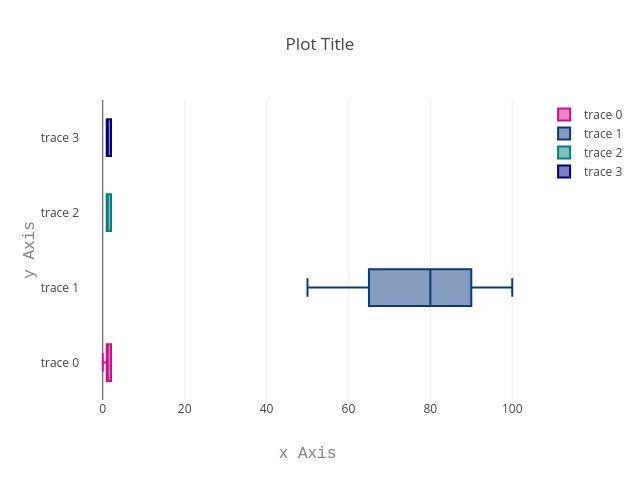 Plot Title
trace 0
trace 1
trace 2
trace 3
trace 3
trace 2
trace 1
trace 0
y Axis
0 20 40 60 80 100
x Axis